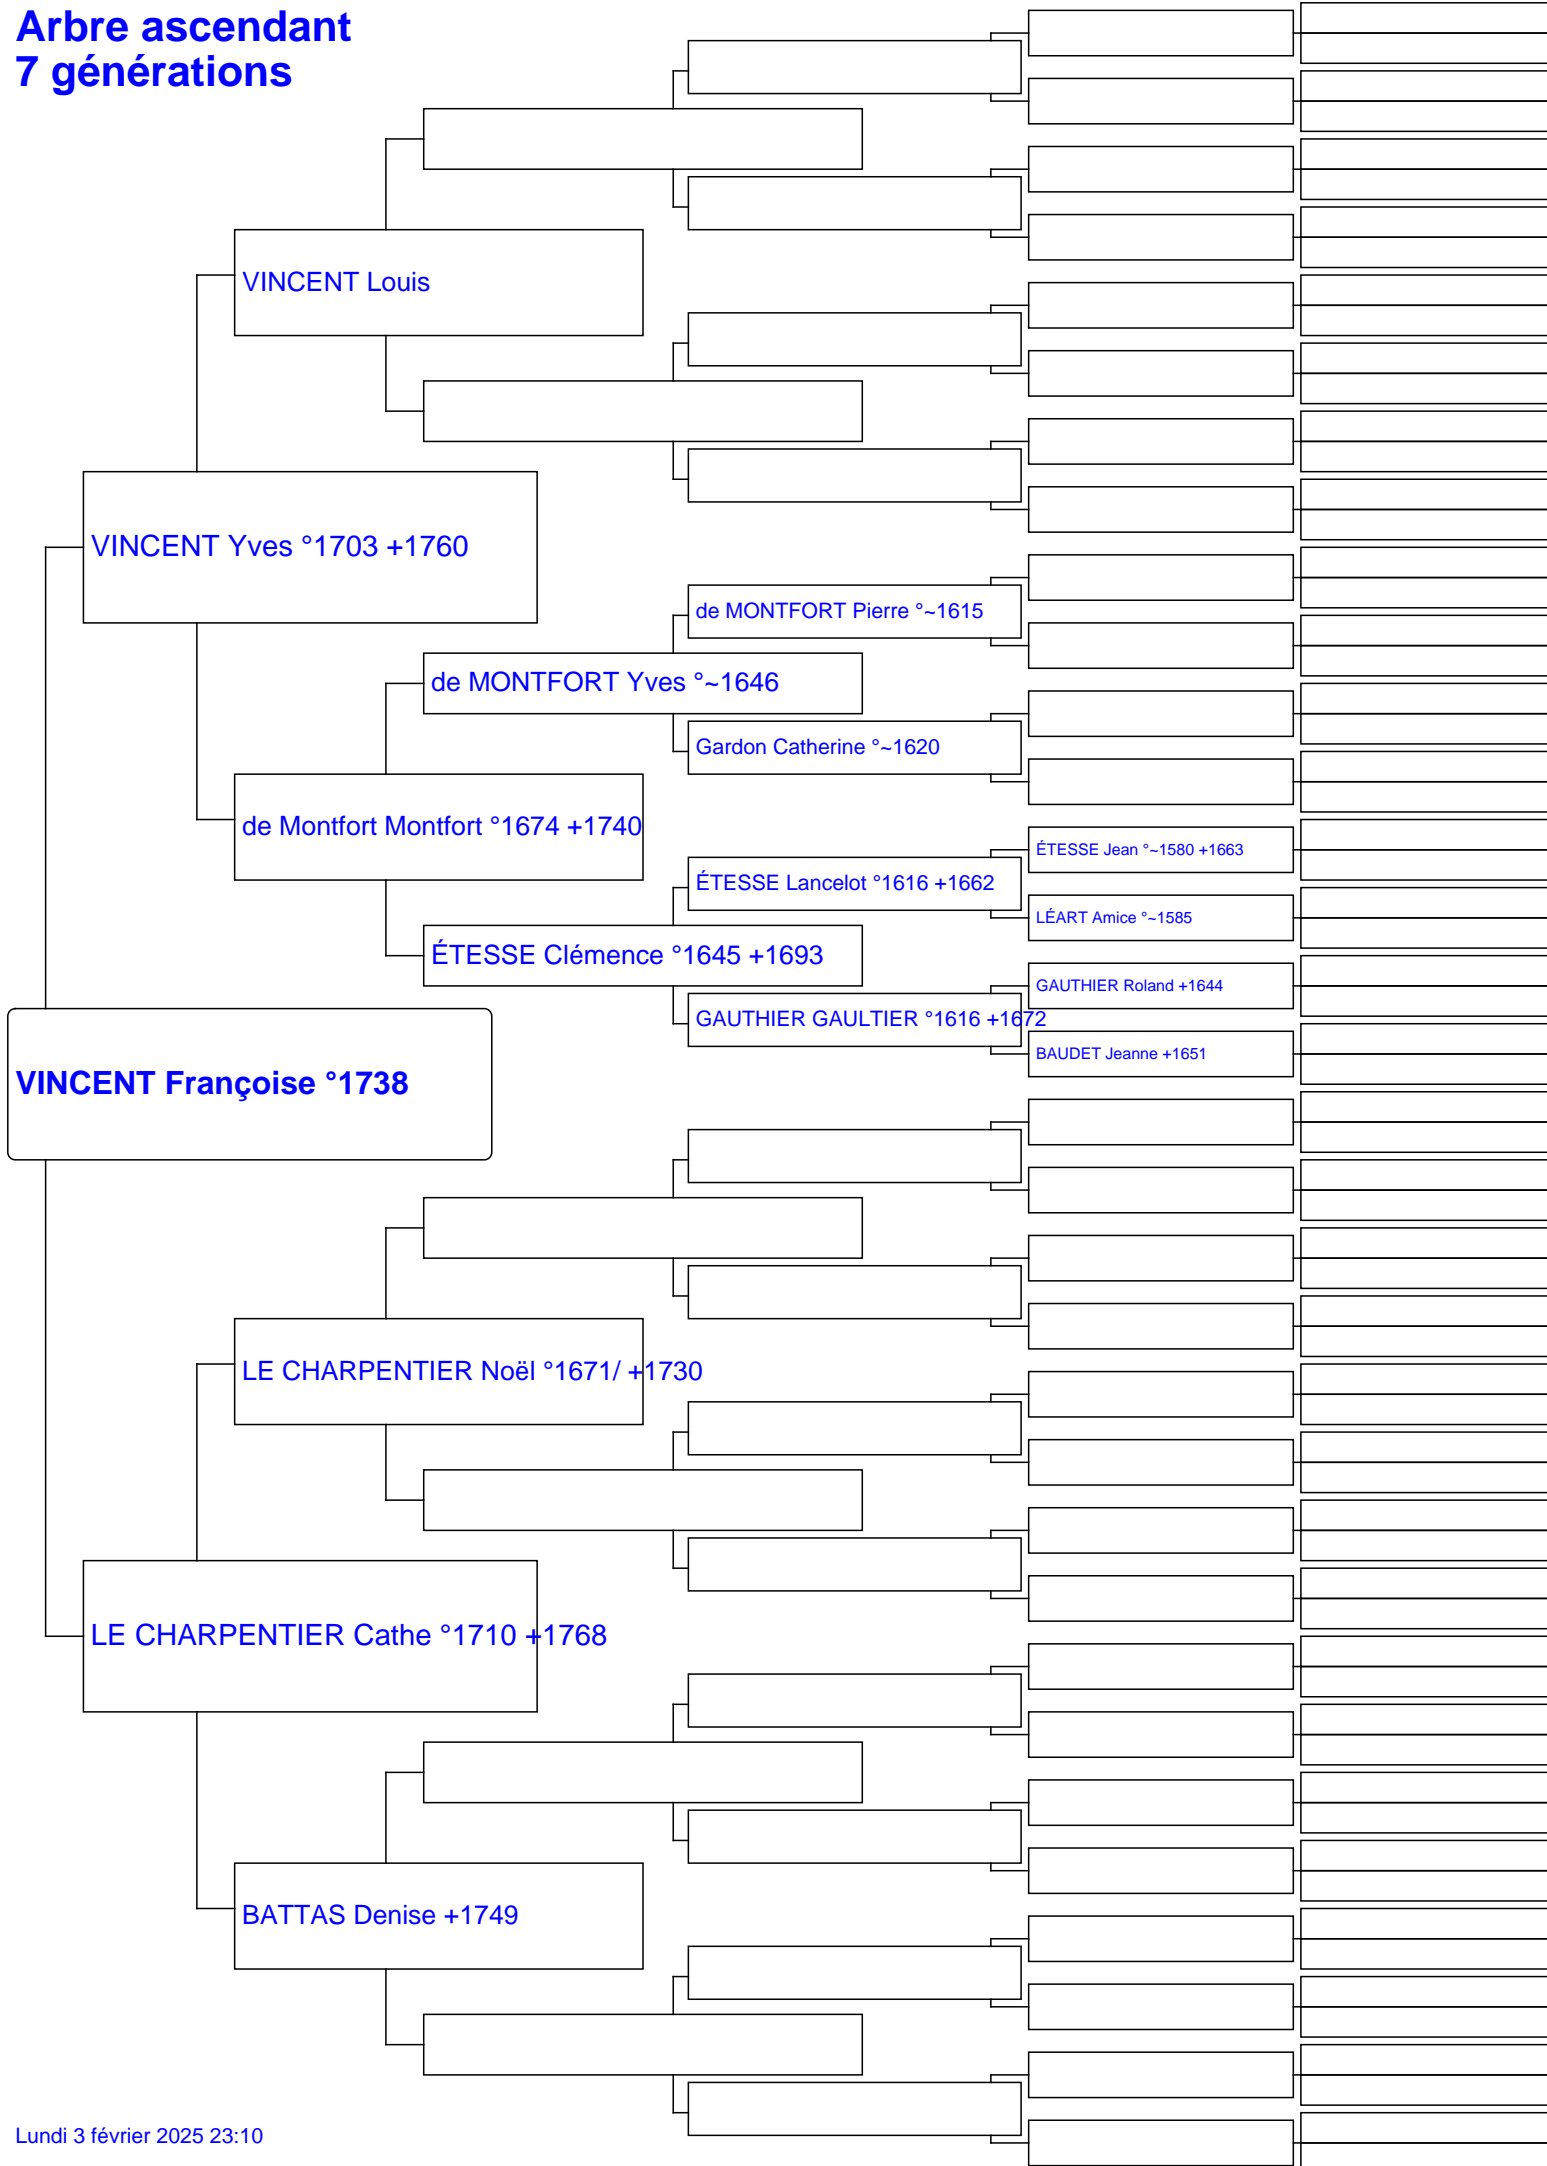 Arbre ascendant
7 générations
VINCENT Louis
VINCENT Yves °1703 +1760
de MONTFORT Pierre °~1615
de MONTFORT Yves °~1646
Gardon Catherine °~1620
de Montfort Montfort °1674 +1740
ÉTESSE Jean °~1580 +1663
ÉTESSE Lancelot °1616 +1662
LÉART Amice °~1585
ÉTESSE Clémence °1645 +1693
GAUTHIER Roland +1644
GAUTHIER GAULTIER °1616 +1672
BAUDET Jeanne +1651
VINCENT Françoise °1738
LE CHARPENTIER Noël °1671/ +1730
LE CHARPENTIER Cathe °1710 +1768
BATTAS Denise +1749
Lundi 3 février 2025 23:10